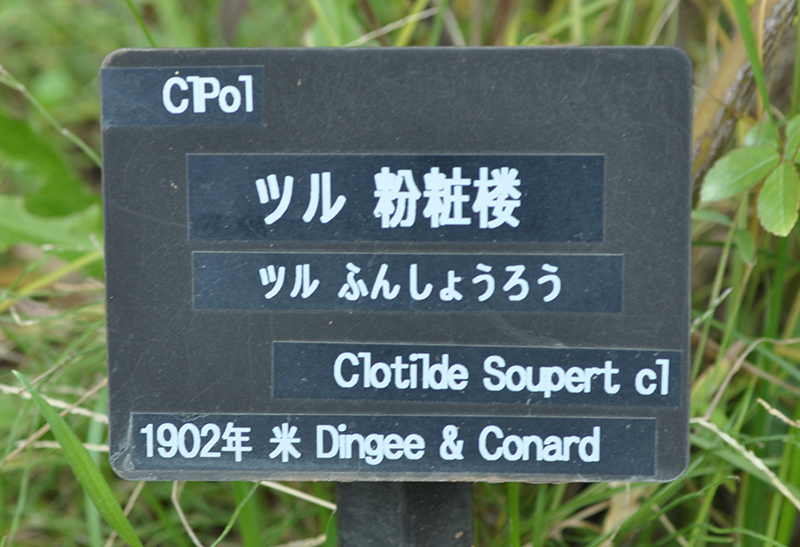 ClPol
ツル 粉粧楼
ツル ふんしょうろう
Clotilde Soupert cl
1902年 米 Dingee & Conard